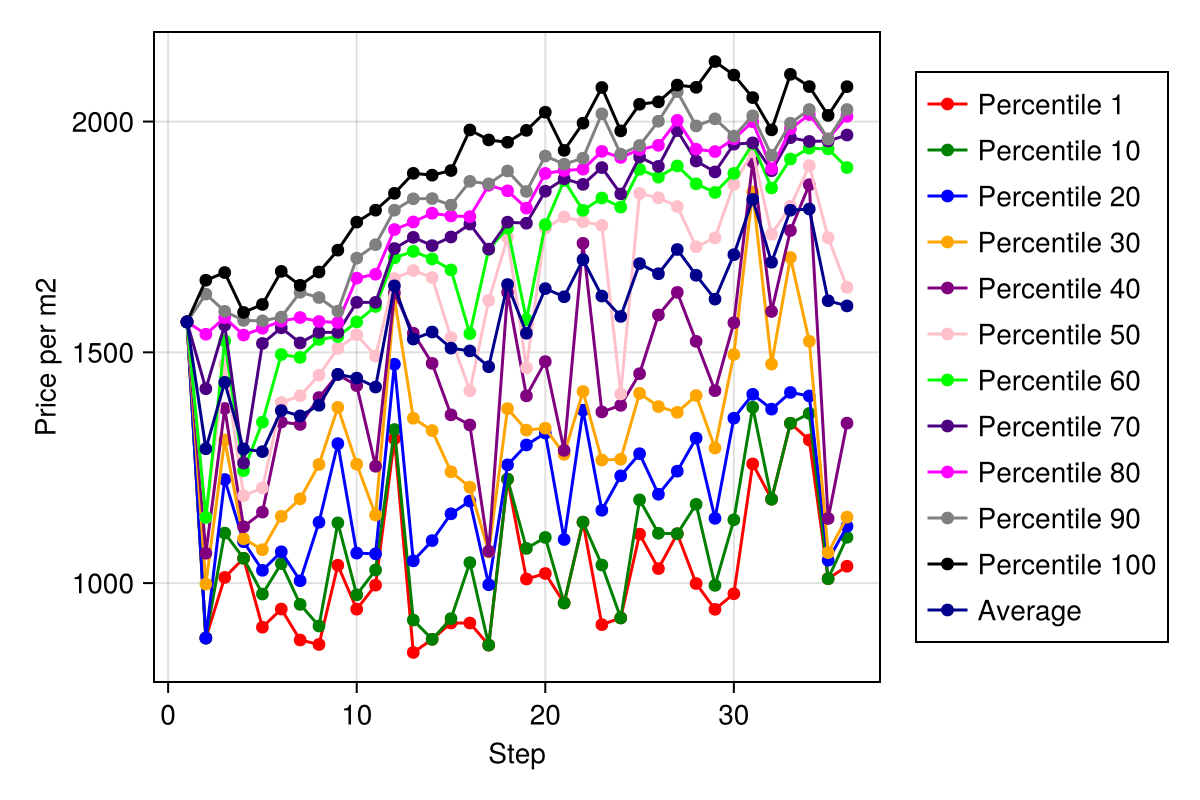 2000
1500
1000
Price per m2
0 10 20 30
Step
Percentile 1
Percentile 10
Percentile 20
Percentile 30
Percentile 40
Percentile 50
Percentile 60
Percentile 70
Percentile 80
Percentile 90
Percentile 100
Average